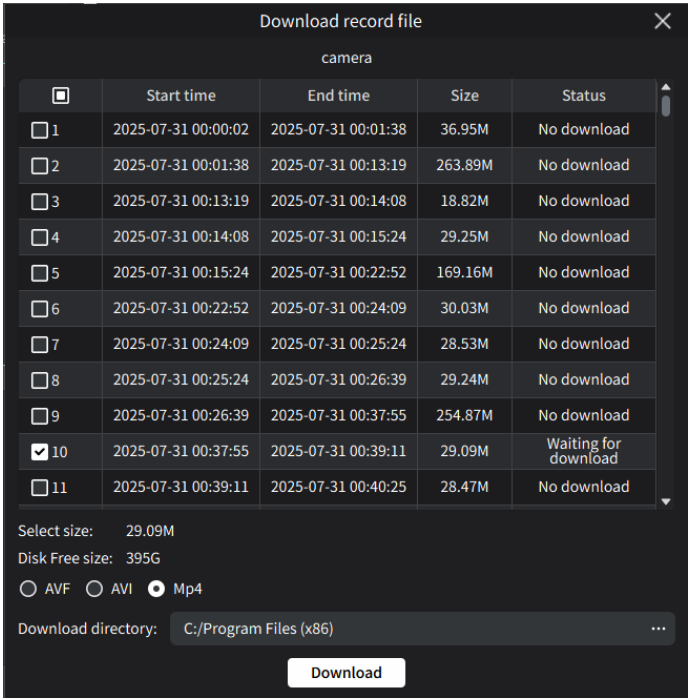 Download record file
camera
Start time End time Size Status
1 2025-07-31 00:00:02 2025-07-31 00:01:38 36.95M No download
2 2025-07-31 00:01:38 2025-07-31 00:13:19 263.89M No download
3 2025-07-31 00:13:19 2025-07-31 00:14:08 18.82M No download
4 2025-07-31 00:14:08 2025-07-31 00:15:24 29.25M No download
5 2025-07-31 00:15:24 2025-07-31 00:22:52 169.16M No download
6 2025-07-31 00:22:52 2025-07-31 00:24:09 30.03M No download
7 2025-07-31 00:24:09 2025-07-31 00:25:24 28.53M No download
8 2025-07-31 00:25:24 2025-07-31 00:26:39 29.24M No download
9 2025-07-31 00:26:39 2025-07-31 00:37:55 254.87M No download
10 2025-07-31 00:37:55 2025-07-31 00:39:11 29.09M Waiting for
download
11 2025-07-31 00:39:11 2025-07-31 00:40:25 28.47M No download
Select size: 29.09M
Disk Free size: 395G
AVF AVI Mp4
Download directory: C:/Program Files (x86) ...
Download